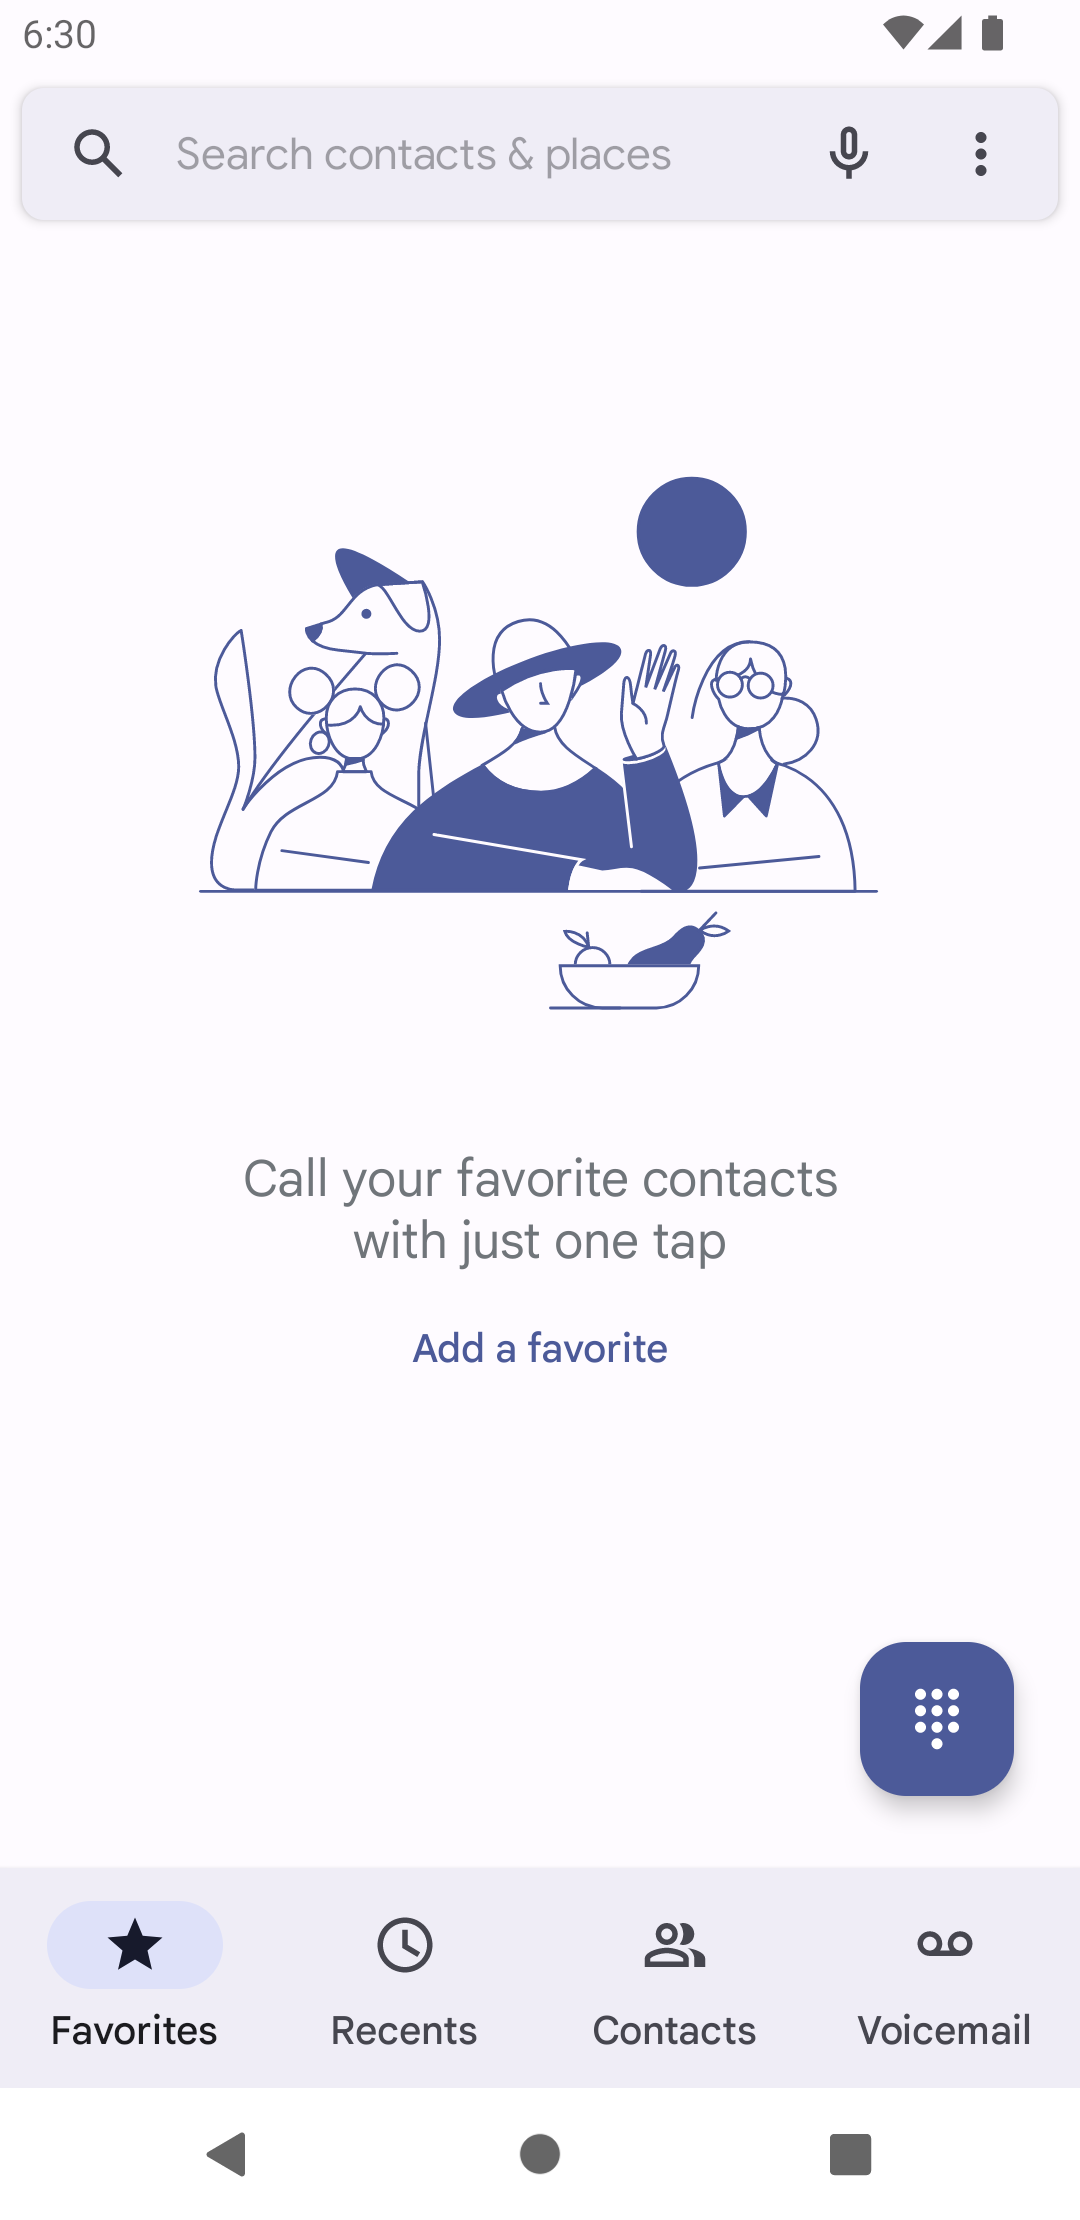 6:30
Search contacts & places
Call your favorite contacts
with just one tap
Add a favorite
Favorites
Recents
Contacts
Voicemail